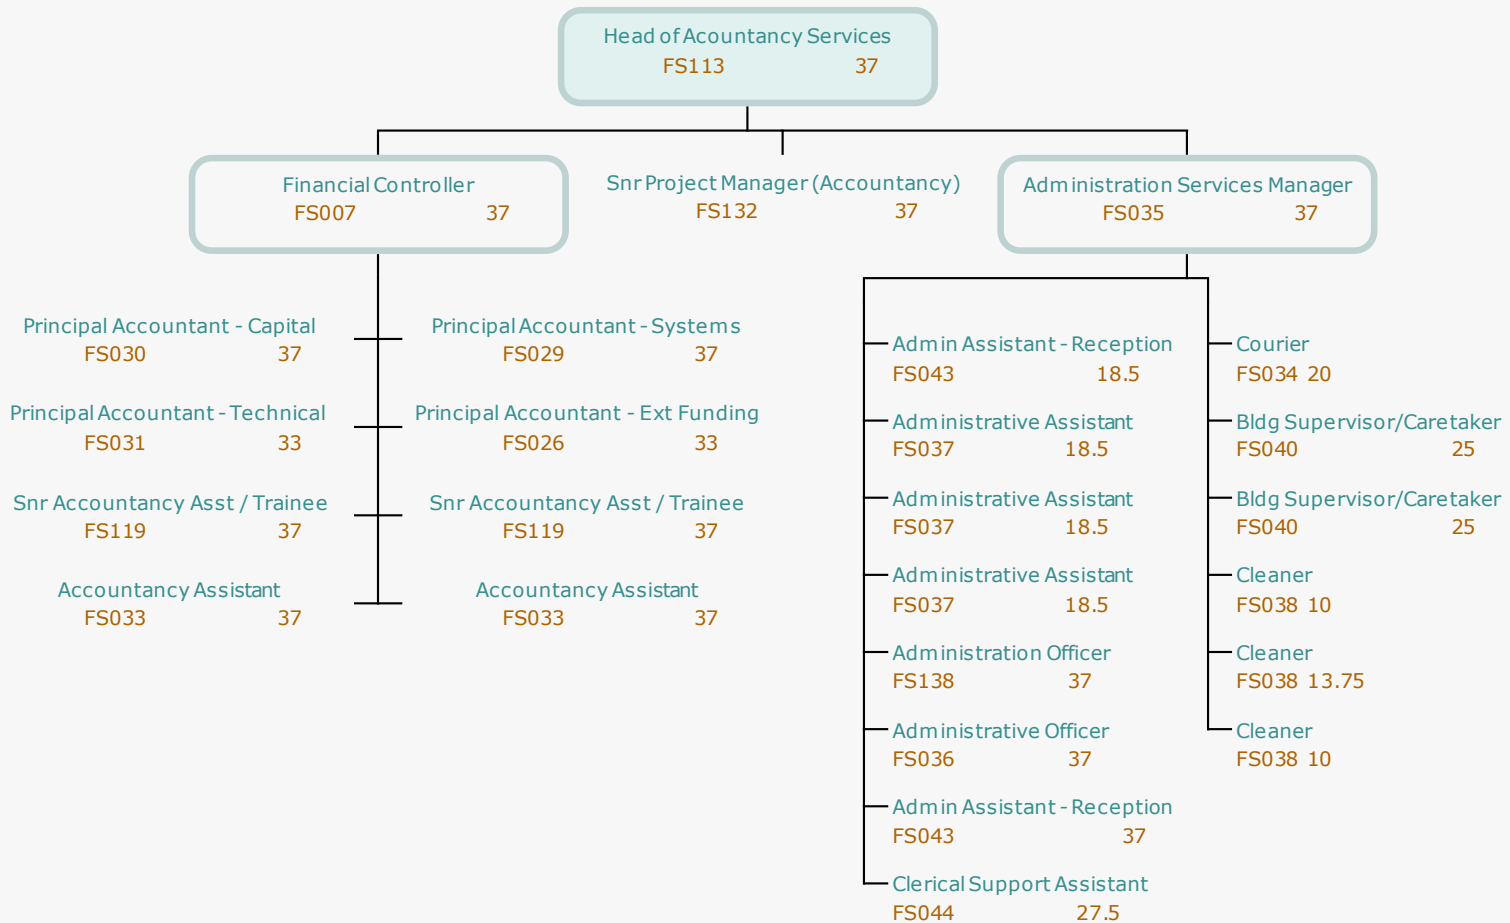 Head of Acountancy Services
FS113 37
Financial Controller
FS007 37
Snr Project Manager (Accountancy)
FS132 37
Administration Services Manager
FS035 37
Principal Accountant - Capital
FS030 37
Principal Accountant - Systems
FS029 37
Principal Accountant - Technical
FS031 33
Principal Accountant - Ext Funding
FS026 33
Snr Accountancy Asst / Trainee
FS119 37
Snr Accountancy Asst / Trainee
FS119 37
Accountancy Assistant
FS033 37
Accountancy Assistant
FS033 37
Admin Assistant - Reception
FS043 18.5
Administrative Assistant
FS037 18.5
Administrative Assistant
FS037 18.5
Administrative Assistant
FS037 18.5
Administration Officer
FS138 37
Administrative Officer
FS036 37
Admin Assistant - Reception
FS043 37
Clerical Support Assistant
FS044 27.5
Courier
FS034 20
Bldg Supervisor/Caretaker
FS040 25
Bldg Supervisor/Caretaker
FS040 25
Cleaner
FS038 10
Cleaner
FS038 13.75
Cleaner
FS038 10